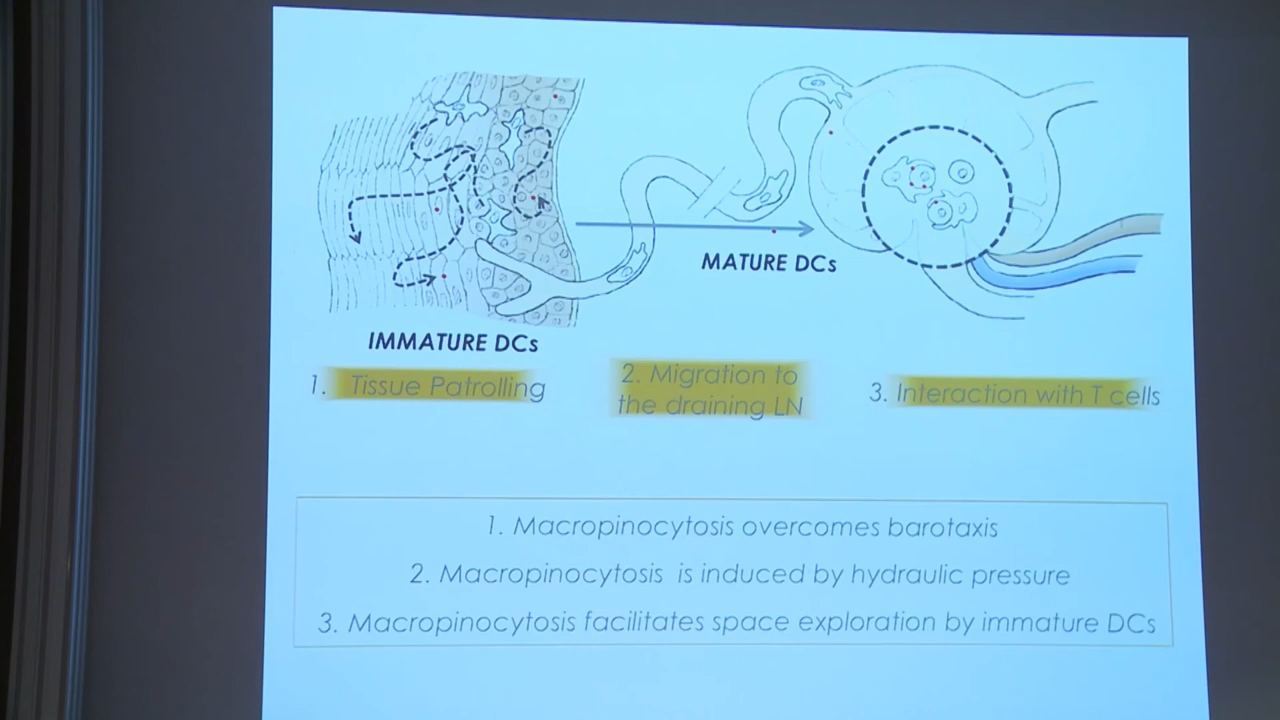 MATURE DCs
IMMATURE DCs
1. Tissue Patrolling
2. Migration to
the draining LN
3. Interaction with T cells
1. Macropinocytosis overcomes barotaxis
2. Macropinocytosis is induced by hydraulic pressure
3. Macropinocytosis facilitates space exploration by immature DCs